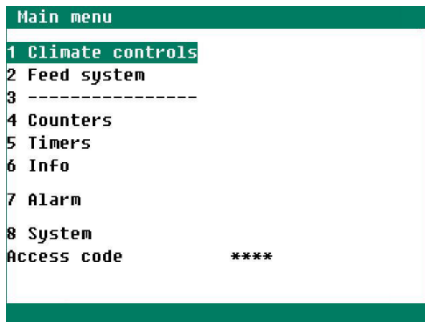 Main menu
1 Climate controls
2 Feed system
3 -----------------
4 Counters
5 Timers
6 Info
7 Alarm
8 System
Access code ****